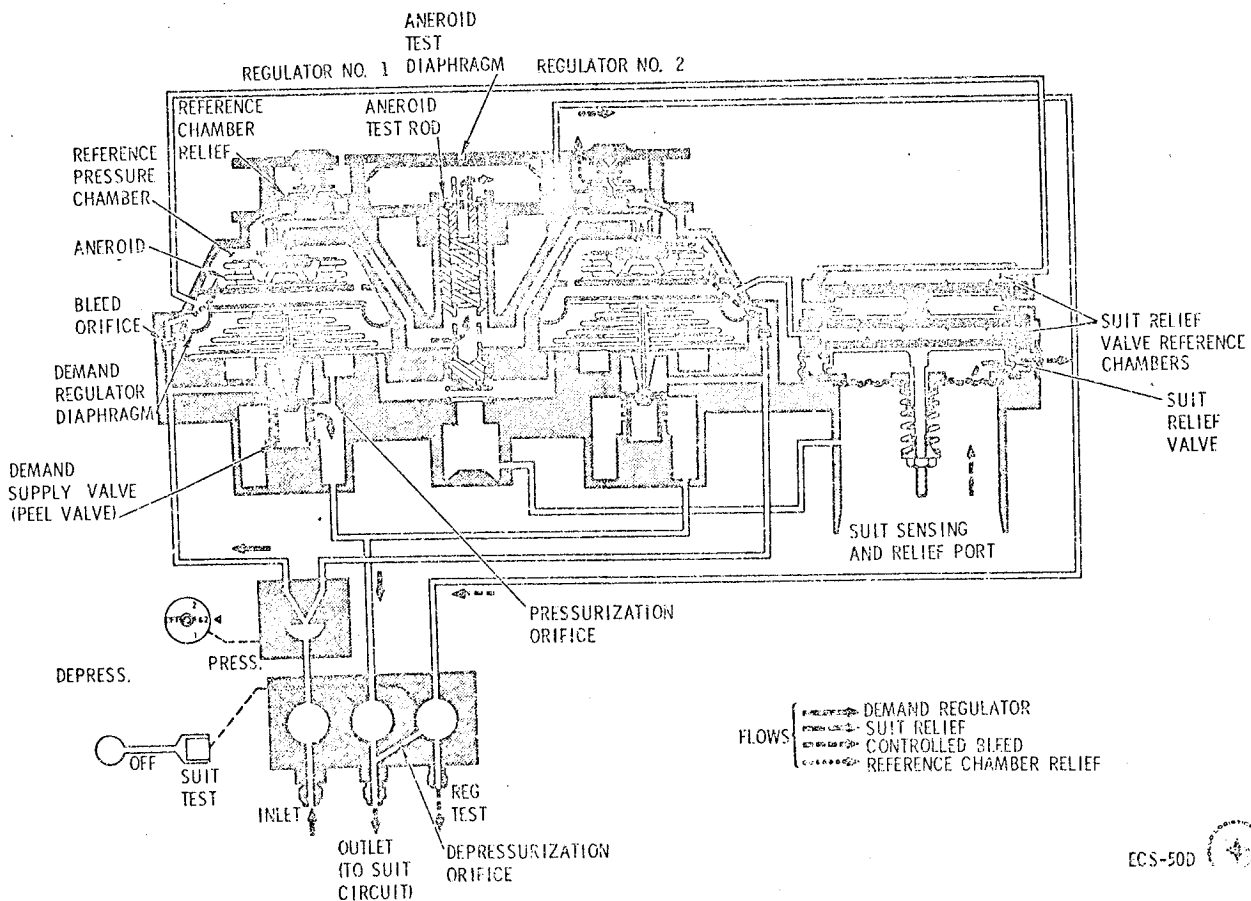 ANEROID
TEST
DIAPHRAGM
REGULATOR NO. 1
REGULATOR NO. 2
REFERENCE
CHAMBER
RELIEF
ANEROID
TEST ROD
REFERENCE
PRESSURE
CHAMBER
ANEROID
BLEED
ORIFICE
DEMAND
REGULATOR
DIAPHRAGM
DEMAND
SUPPLY VALVE
(PEEL VALVE)
SUIT RELIEF
VALVE REFERENCE
CHAMBERS
SUIT
RELIEF
VALVE
SUIT SENSING
AND RELIEF PORT
PRESSURIZATION
ORIFICE
2
1
PRESS.
DEPRESS.
OFF
SUIT
TEST
INLET
OUTLET
(TO SUIT
CIRCUIT)
REG
TEST
DEPRESSURIZATION
ORIFICE
FLOWS
DEMAND REGULATOR
SUIT RELIEF
CONTROLLED BLEED
REFERENCE CHAMBER RELIEF
ECS-50D
LOGISTICS